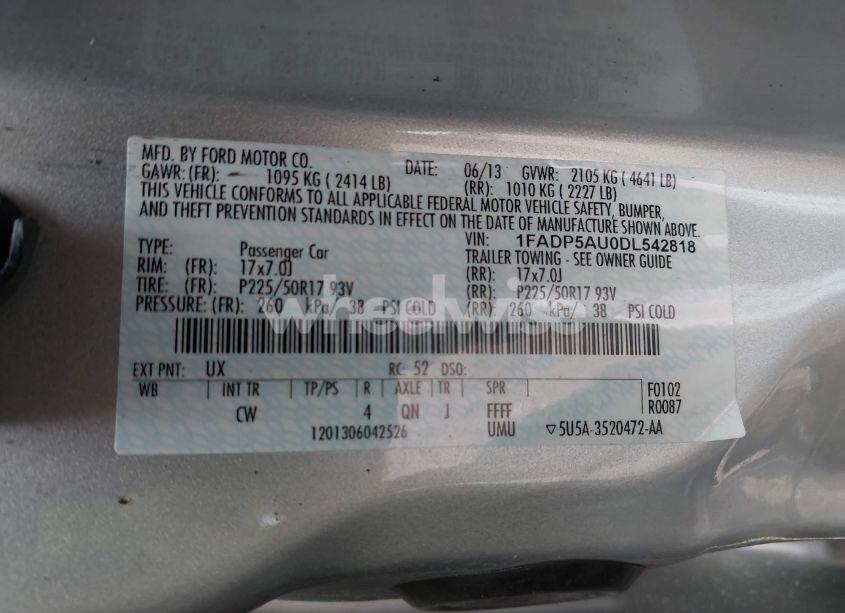 MFD. BY FORD MOTOR CO. DATE: 06/13 GVWR: 2105 KG ( 4641 LB)
GAWR: (FR): 1095 KG ( 2414 LB) (RR): 1010 KG ( 2227 LB)
THIS VEHICLE CONFORMS TO ALL APPLICABLE FEDERAL MOTOR VEHICLE SAFETY, BUMPER,
AND THEFT PREVENTION STANDARDS IN EFFECT ON THE DATE OF MANUFACTURE SHOWN ABOVE.
VIN: 1FADP5AU0DL542818
TYPE: Passenger Car TRAILER TOWING - SEE OWNER GUIDE
RIM: (FR): 17x7.0J (RR): 17x7.0J
TIRE: (FR): P225/50R17 93V (RR): P225/50R17 93V
PRESSURE: (FR): 260 kPa/ 38 PSI COLD (RR): 260 kPa/ 38 PSI COLD
wheelwise
EXT PNT: UX RC: 52 DSO:
WB INT TR TP/PS R AXLE TR SPR F0102
CW 4 QN J FFFF R0087
1201306042526 UMU ▽5U5A-3520472-AA